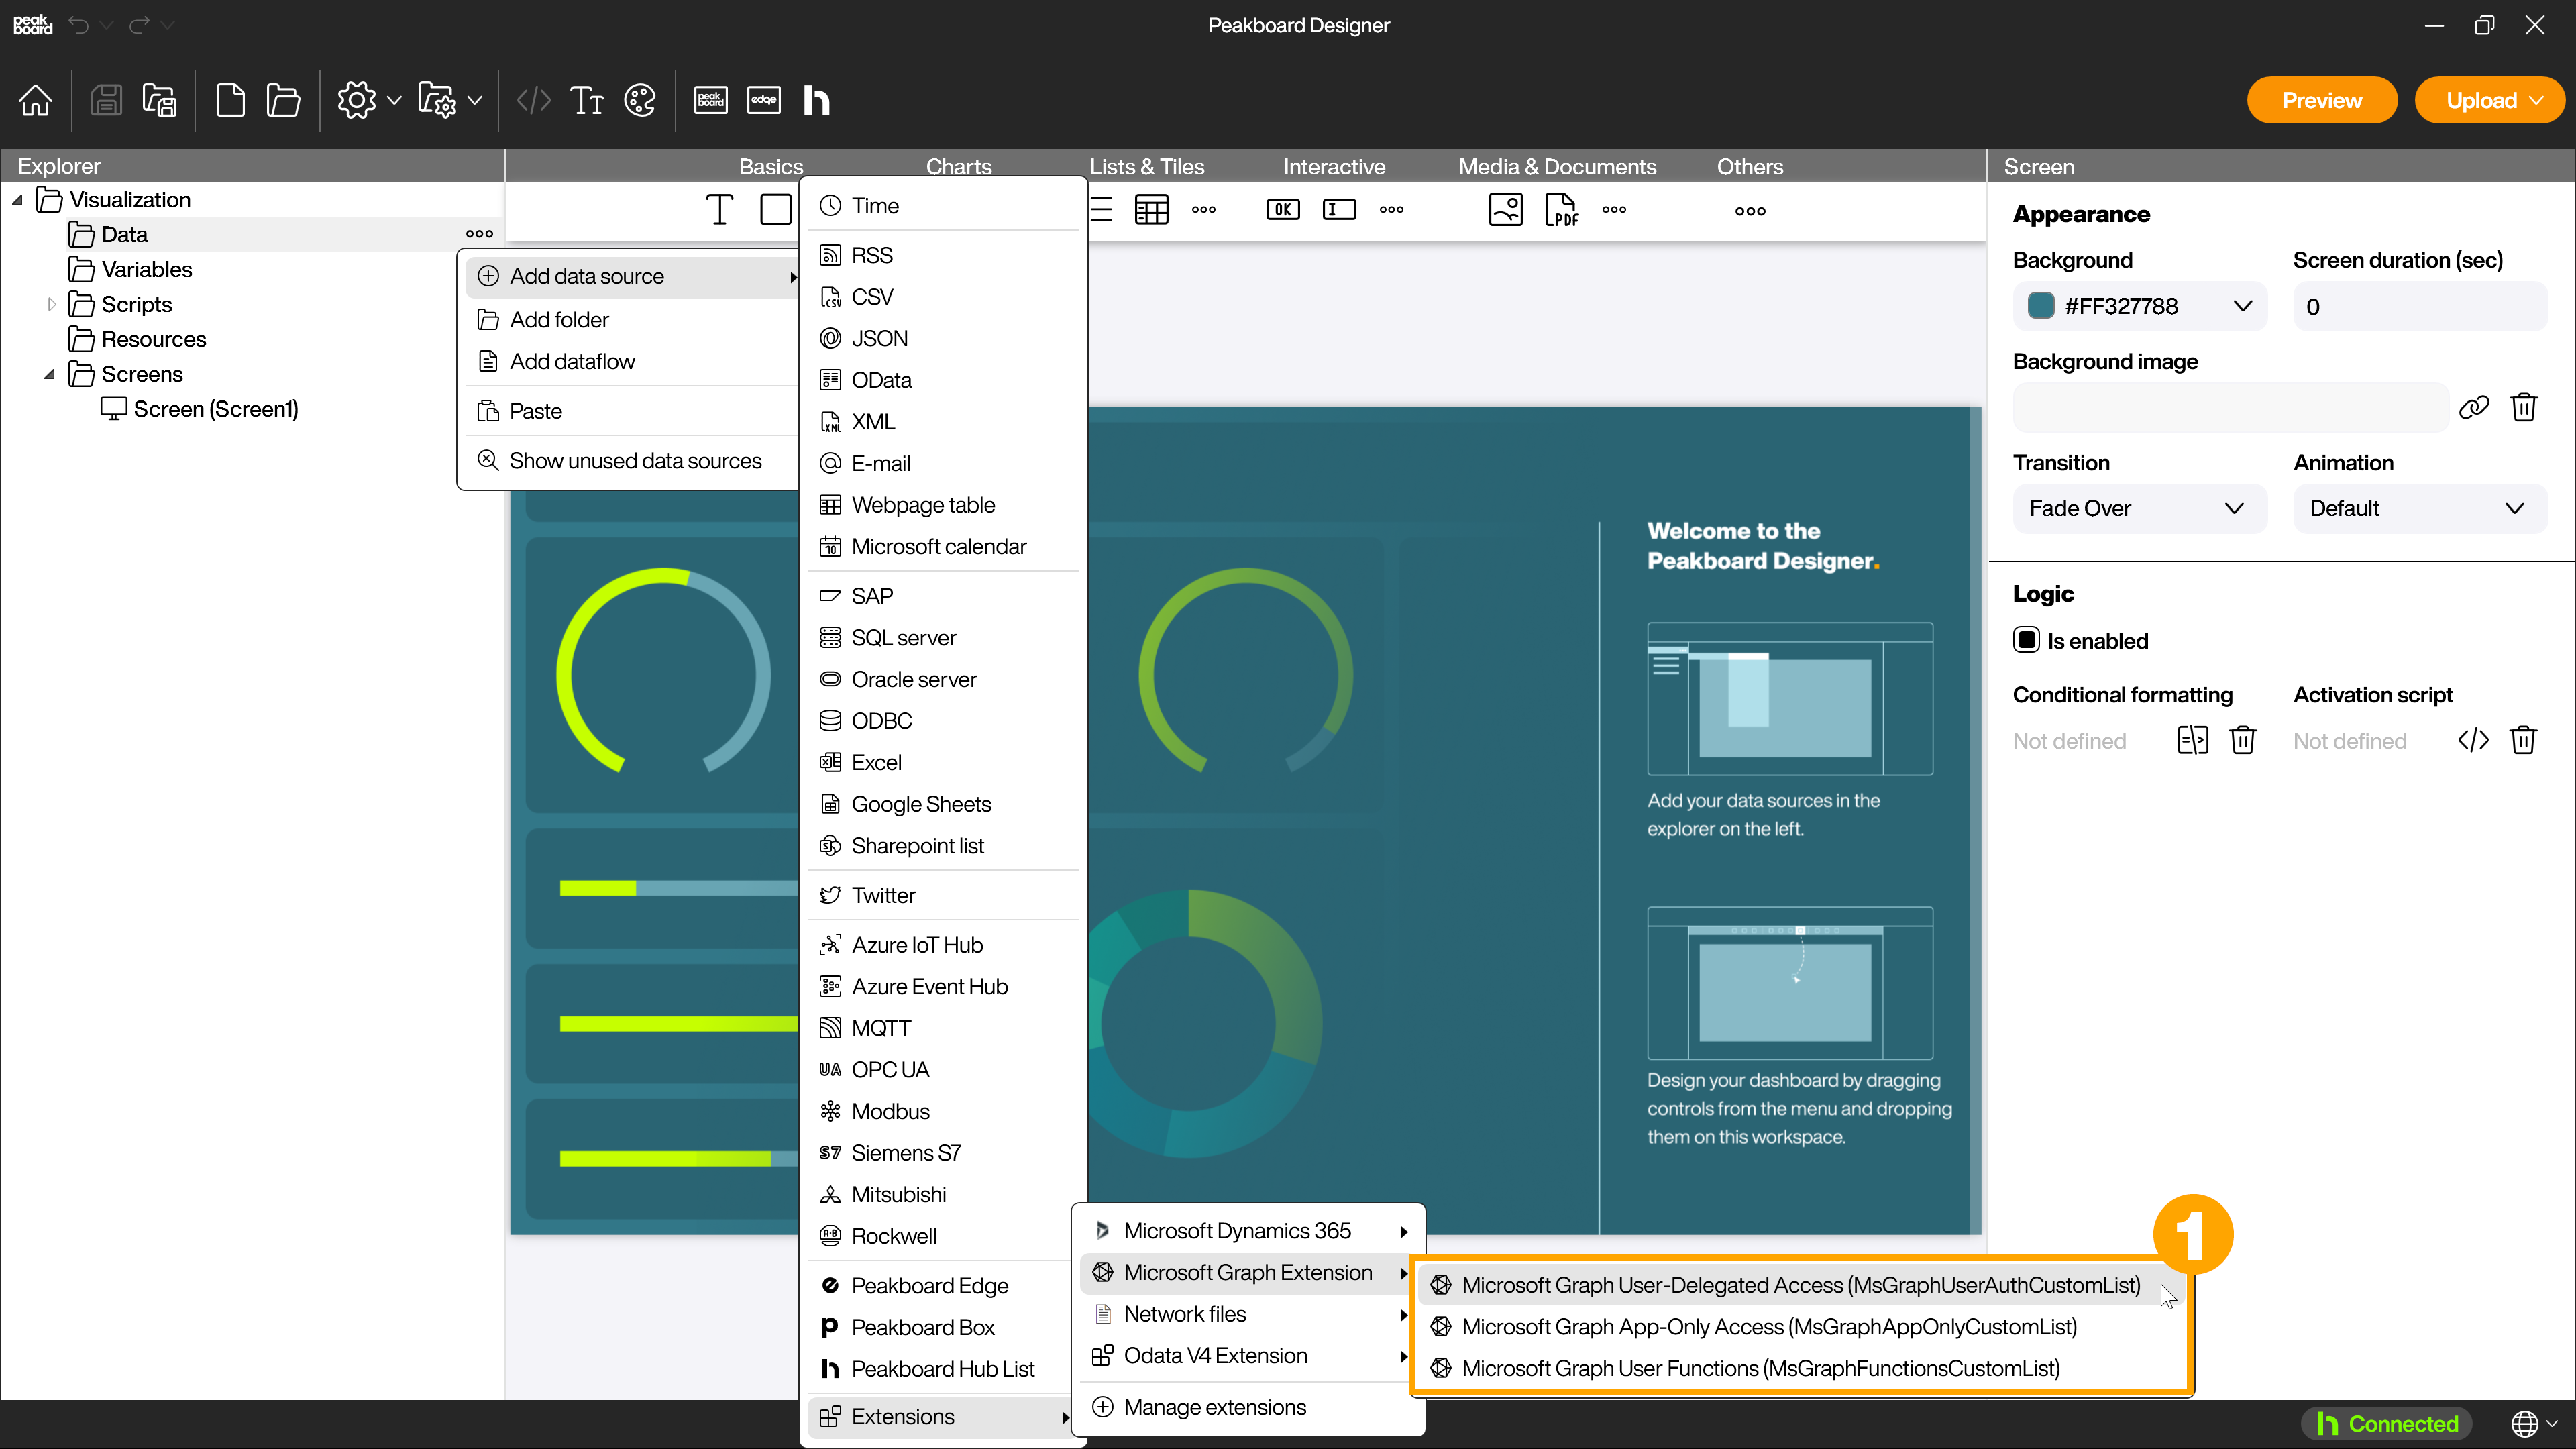 peak
board
Peakboard Designer
Preview
Upload
Explorer
Basics
Charts
Lists & Tiles
Interactive
Media & Documents
Others
Screen
Visualization
Data
Variables
Scripts
Resources
Screens
Screen (Screen1)
Add data source
Add folder
Add dataflow
Paste
Show unused data sources
Time
RSS
CSV
JSON
OData
XML
E-mail
Webpage table
Microsoft calendar
SAP
SQL server
Oracle server
ODBC
Excel
Google Sheets
Sharepoint list
Twitter
Azure IoT Hub
Azure Event Hub
MQTT
OPC UA
Modbus
Siemens S7
Mitsubishi
Rockwell
Peakboard Edge
Peakboard Box
Peakboard Hub List
Extensions
Microsoft Dynamics 365
Microsoft Graph Extension
Network files
Odata V4 Extension
Manage extensions
Microsoft Graph User-Delegated Access (MsGraphUserAuthCustomList)
Microsoft Graph App-Only Access (MsGraphAppOnlyCustomList)
Microsoft Graph User Functions (MsGraphFunctionsCustomList)
1
Welcome to the
Peakboard Designer.
Add your data sources in the
explorer on the left.
Design your dashboard by dragging
controls from the menu and dropping
them on this workspace.
Appearance
Background
Screen duration (sec)
#FF327788
0
Background image
Transition
Animation
Fade Over
Default
Logic
Is enabled
Conditional formatting
Activation script
Not defined
Not defined
Connected